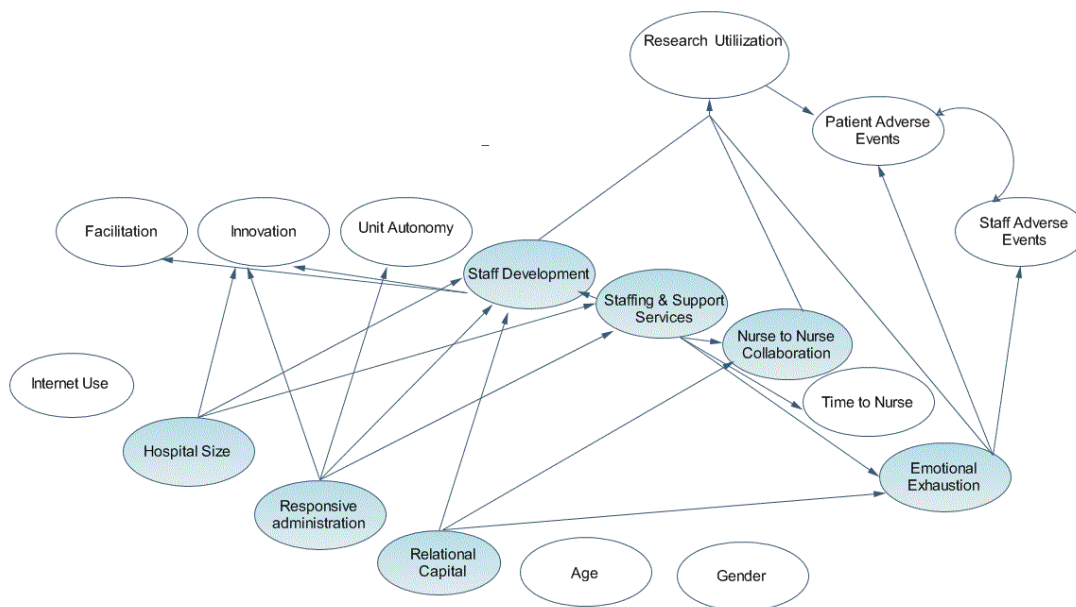 Research Utiliization
Patient Adverse
Events
Facilitation
Innovation
Unit Autonomy
Staff Adverse
Events
Staff Development
Staffing & Support
Services
Nurse to Nurse
Collaboration
Internet Use
Time to Nurse
Hospital Size
Emotional
Exhaustion
Responsive
administration
Relational
Capital
Age
Gender